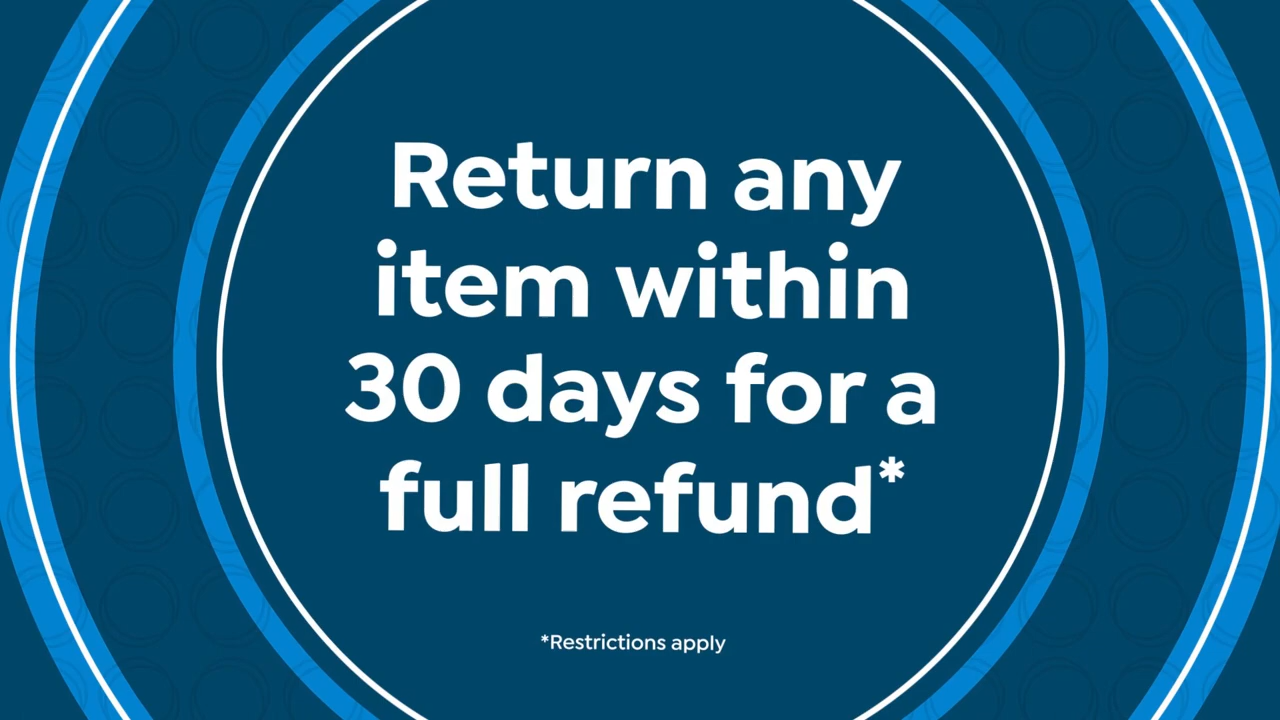 Return any
item within
30 days for a
full refund*
*Restrictions apply